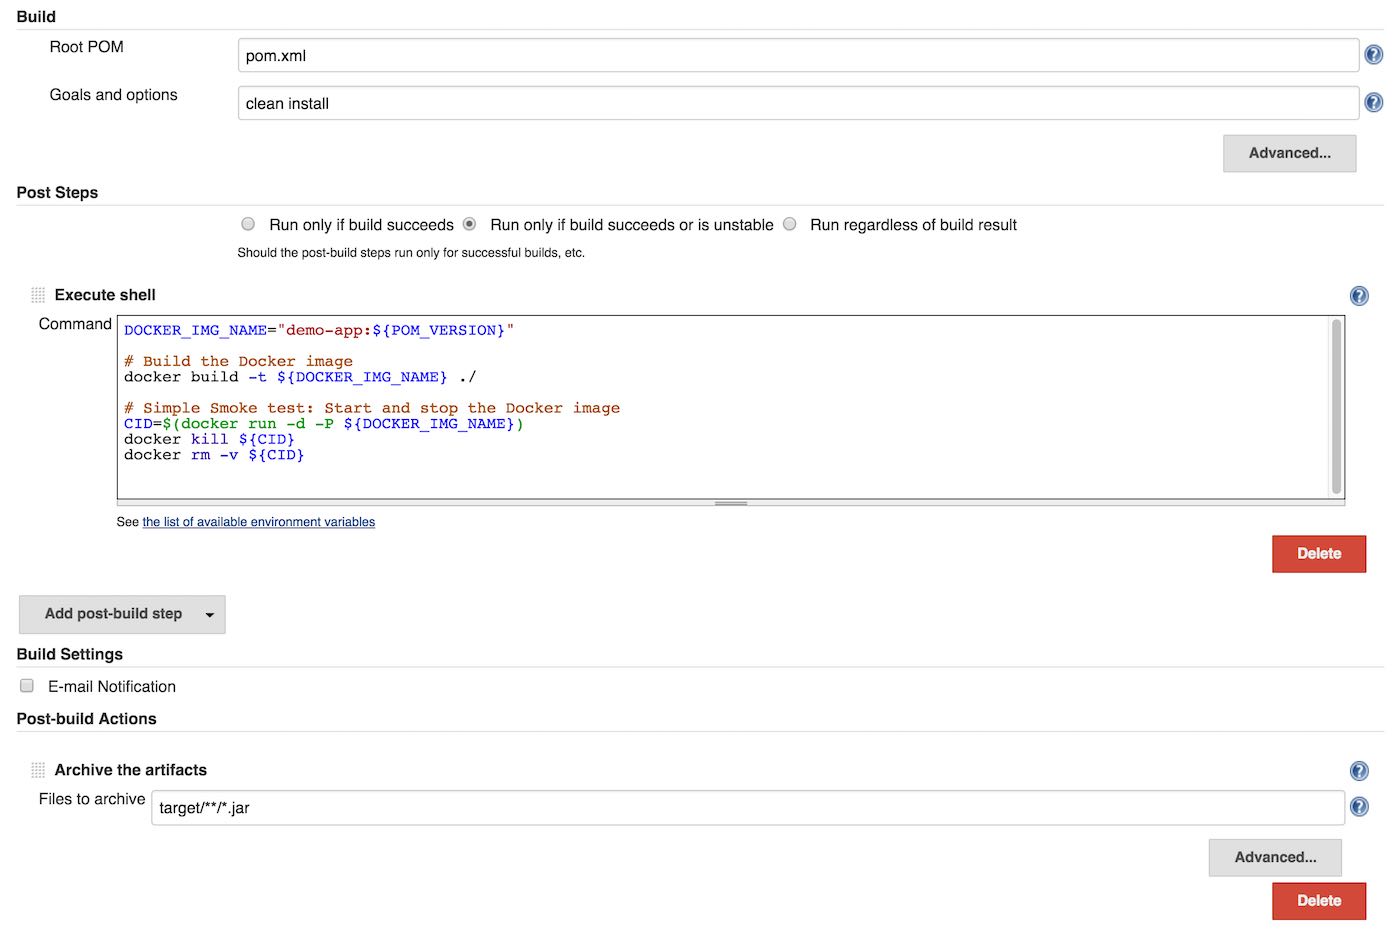 Build
Root POM
pom.xml
Goals and options
clean install
Advanced...
Post Steps
Run only if build succeeds Run only if build succeeds or is unstable Run regardless of build result
Should the post-build steps run only for successful builds, etc.
Execute shell
Command
DOCKER_IMG_NAME="demo-app:${POM_VERSION}"
# Build the Docker image
docker build -t ${DOCKER_IMG_NAME} ./
# Simple Smoke test: Start and stop the Docker image
CID=$(docker run -d -P ${DOCKER_IMG_NAME})
docker kill ${CID}
docker rm -v ${CID}
See the list of available environment variables
Delete
Add post-build step
Build Settings
E-mail Notification
Post-build Actions
Archive the artifacts
Files to archive
target/**/*.jar
Advanced...
Delete